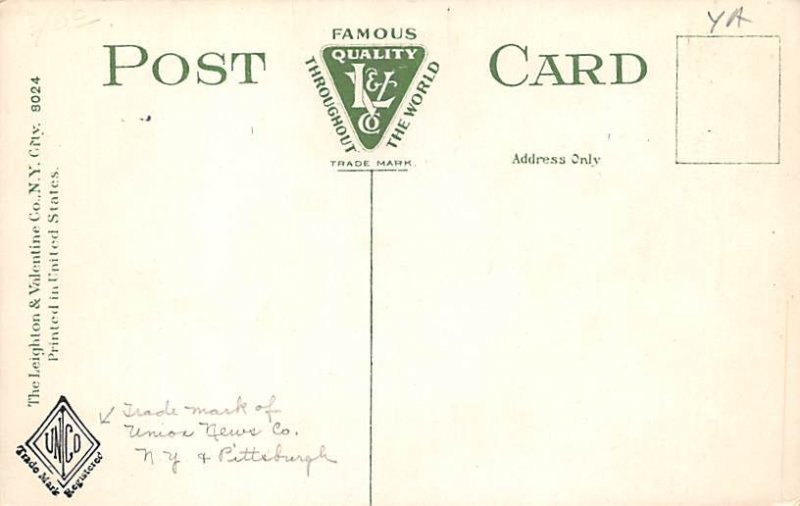 YA
POST CARD
FAMOUS
QUALITY
THROUGHOUT
THE WORLD
L&V
Co
TRADE MARK.
Address Only
The Leighton & Valentine Co., N.Y. City. 8024
Printed in United States.
Trade mark of
Union News Co.
N Y & Pittsburgh
UNCO
Trade Mark
Registered